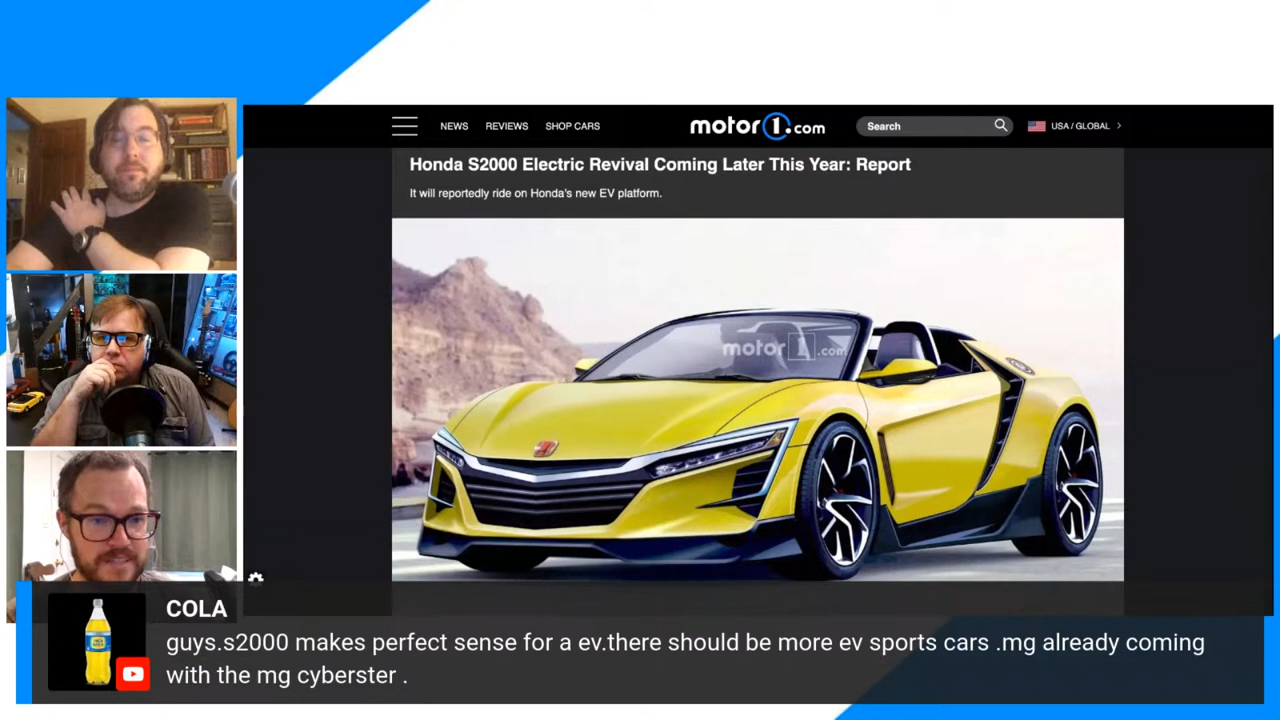 NEWS REVIEWS SHOP CARS motor1.com Search USA / GLOBAL
Honda S2000 Electric Revival Coming Later This Year: Report
It will reportedly ride on Honda's new EV platform.
motor1.com
COLA
guys.s2000 makes perfect sense for a ev.there should be more ev sports cars .mg already coming
with the mg cyberster .